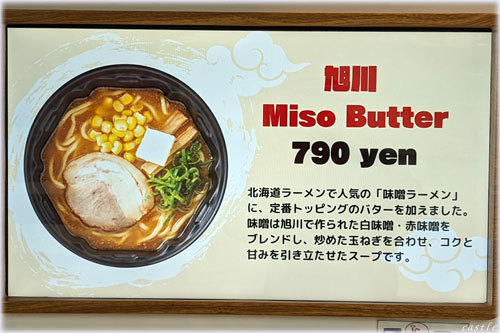 旭川
Miso Butter
790 yen
北海道ラーメンで人気の「味噌ラーメン」
に、定番トッピングのバターを加えました。
味噌は旭川で作られた白味噌・赤味噌を
ブレンドし、炒めた玉ねぎを合わせ、コクと
甘みを引き立たせたスープです。
castle